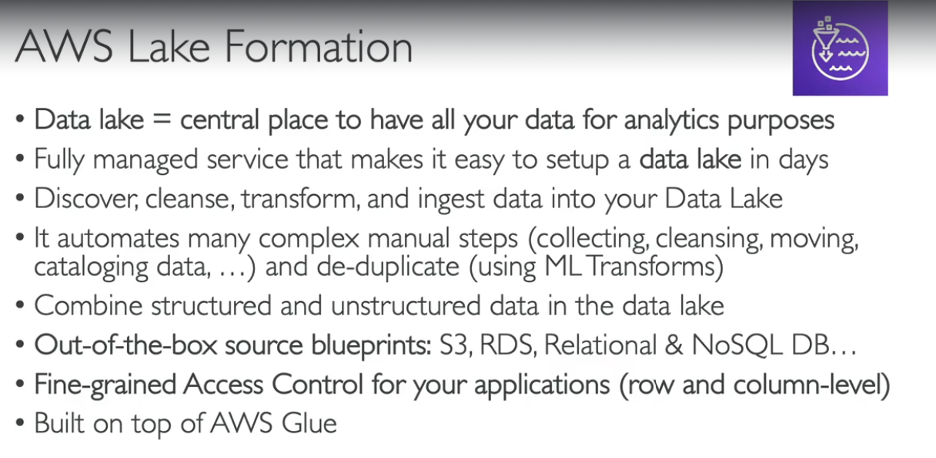 AWS Lake Formation
• Data lake = central place to have all your data for analytics purposes
• Fully managed service that makes it easy to setup a data lake in days
• Discover, cleanse, transform, and ingest data into your Data Lake
• It automates many complex manual steps (collecting, cleansing, moving,
cataloging data, …) and de-duplicate (using ML Transforms)
• Combine structured and unstructured data in the data lake
• Out-of-the-box source blueprints: S3, RDS, Relational & NoSQL DB…
• Fine-grained Access Control for your applications (row and column-level)
• Built on top of AWS Glue